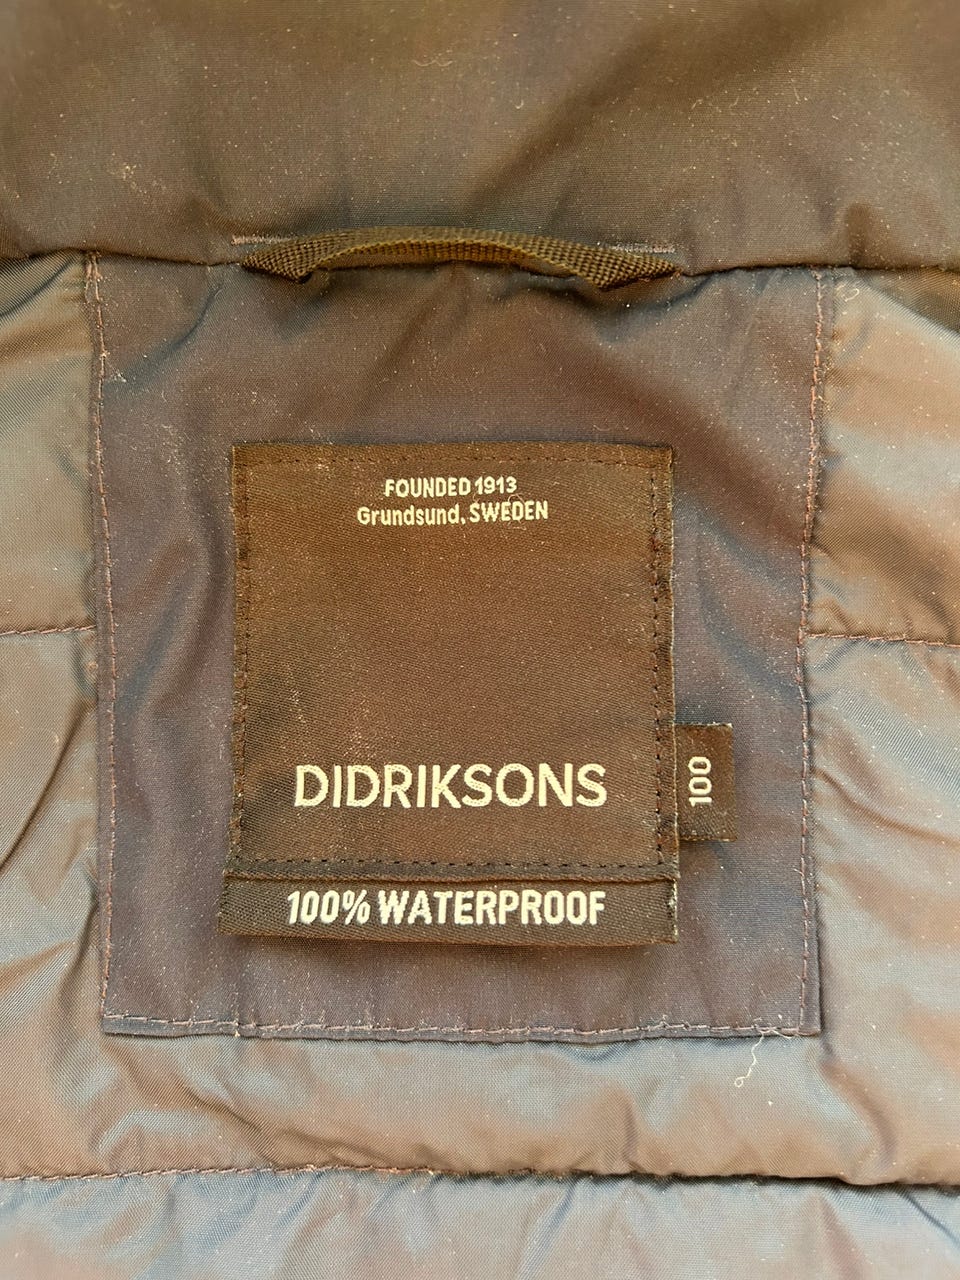 FOUNDED 1913
Grundsund, SWEDEN
DIDRIKSONS
100
100% WATERPROOF